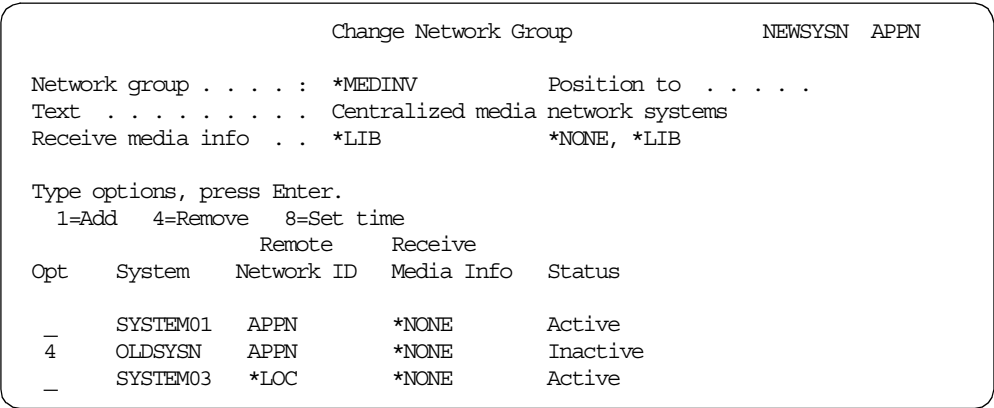 Change Network Group NEWSYSN APPN
Network group . . . . : *MEDINV Position to . . . . .
Text . . . . . . . . . Centralized media network systems
Receive media info . . *LIB *NONE, *LIB
Type options, press Enter.
1=Add 4=Remove 8=Set time
Remote Receive
Opt System Network ID Media Info Status
_ SYSTEM01 APPN *NONE Active
4 OLDSYSN APPN *NONE Inactive
_ SYSTEM03 *LOC *NONE Active